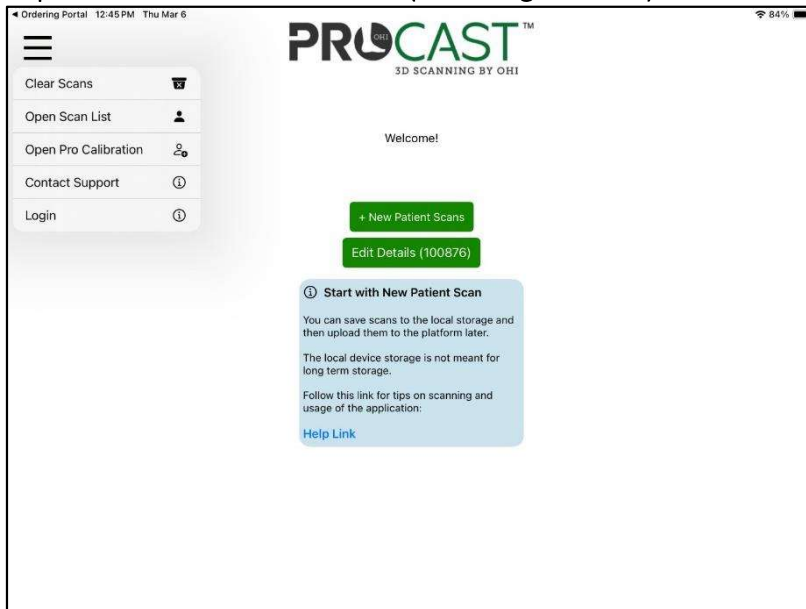 ◄ Ordering Portal 12:45 PM Thu Mar 6
84%
PROCAST™
OHI
3D SCANNING BY OHI
Clear Scans
Open Scan List
Open Pro Calibration
Contact Support
Login
Welcome!
+ New Patient Scans
Edit Details (100876)
Start with New Patient Scan
You can save scans to the local storage and
then upload them to the platform later.
The local device storage is not meant for
long term storage.
Follow this link for tips on scanning and
usage of the application:
Help Link